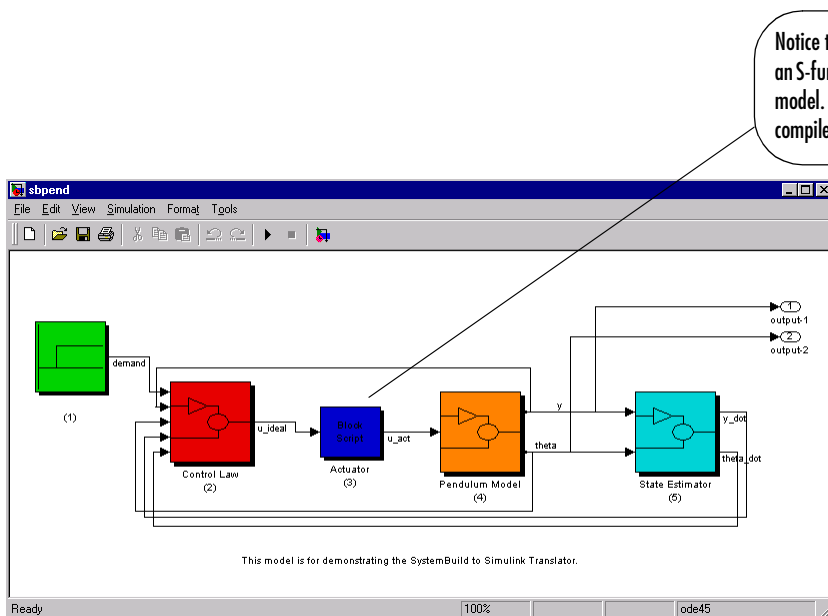 Notice t
an S-fun
model.
compile
sbpend
File Edit View Simulation Format Tools
1
output-1
2
output-2
demand
(1)
y
y_dot
u_ideal
Block
Script
u_act
theta
theta_dot
Control Law
(2)
Actuator
(3)
Pendulum Model
(4)
State Estimator
(5)
This model is for demonstrating the SystemBuild to Simulink Translator.
Ready
100%
ode45